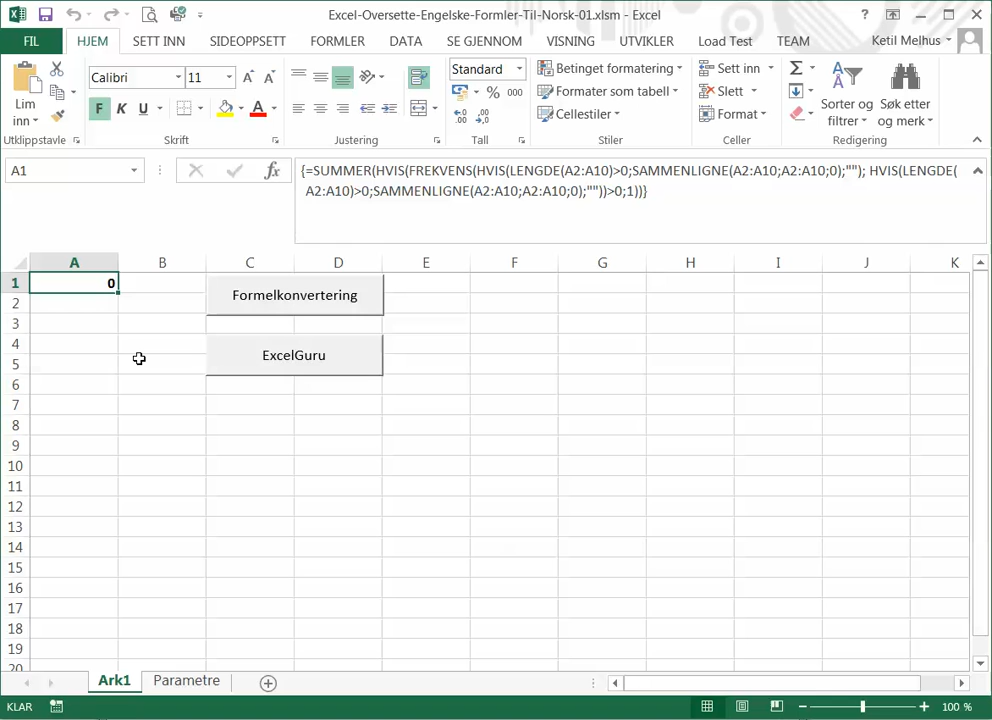 Excel-Oversette-Engelske-Formler-Til-Norsk-01.xlsm - Excel
FIL HJEM SETT INN SIDEOPPSETT FORMLER DATA SE GJENNOM VISNING UTVIKLER Load Test TEAM Ketil Melhus
Lim inn
Calibri 11
F K U
A A
A
Standard
% 000
Betinget formatering
Formater som tabell
Cellestiler
Sett inn
Slett
Format
Sorter og filter
Søk etter og merk
Utklippstavle Skrift Justering Tall Stiler Celler Redigering
A1
fx
{=SUMMER(HVIS(FREKVENS(HVIS(LENGDE(A2:A10)>0;SAMMENLIGNE(A2:A10;A2:A10;0);""); HVIS(LENGDE(
A2:A10)>0;SAMMENLIGNE(A2:A10;A2:A10;0);""))>0;1))}
A B C D E F G H I J K
1 0
Formelkonvertering
2
3
4
ExcelGuru
5
6
7
8
9
10
11
12
13
14
15
16
17
18
19
20
Ark1 Parametre
KLAR 100 %